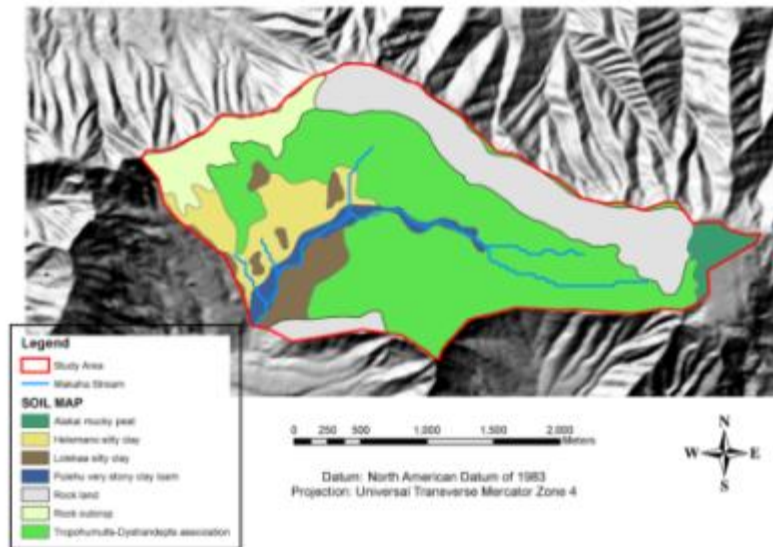 Legend
Study Area
Makaha Stream
SOIL MAP
Alakai mucky peat
Helemano silty clay
Lolekaa silty clay
Pulehu very stony clay loam
Rock land
Rock outcrop
Tropohumults-Dystrandepts association
0 250 500 1,000 1,500 2,000
Meters
Datum: North American Datum of 1983
Projection: Universal Transverse Mercator Zone 4
N
W E
S